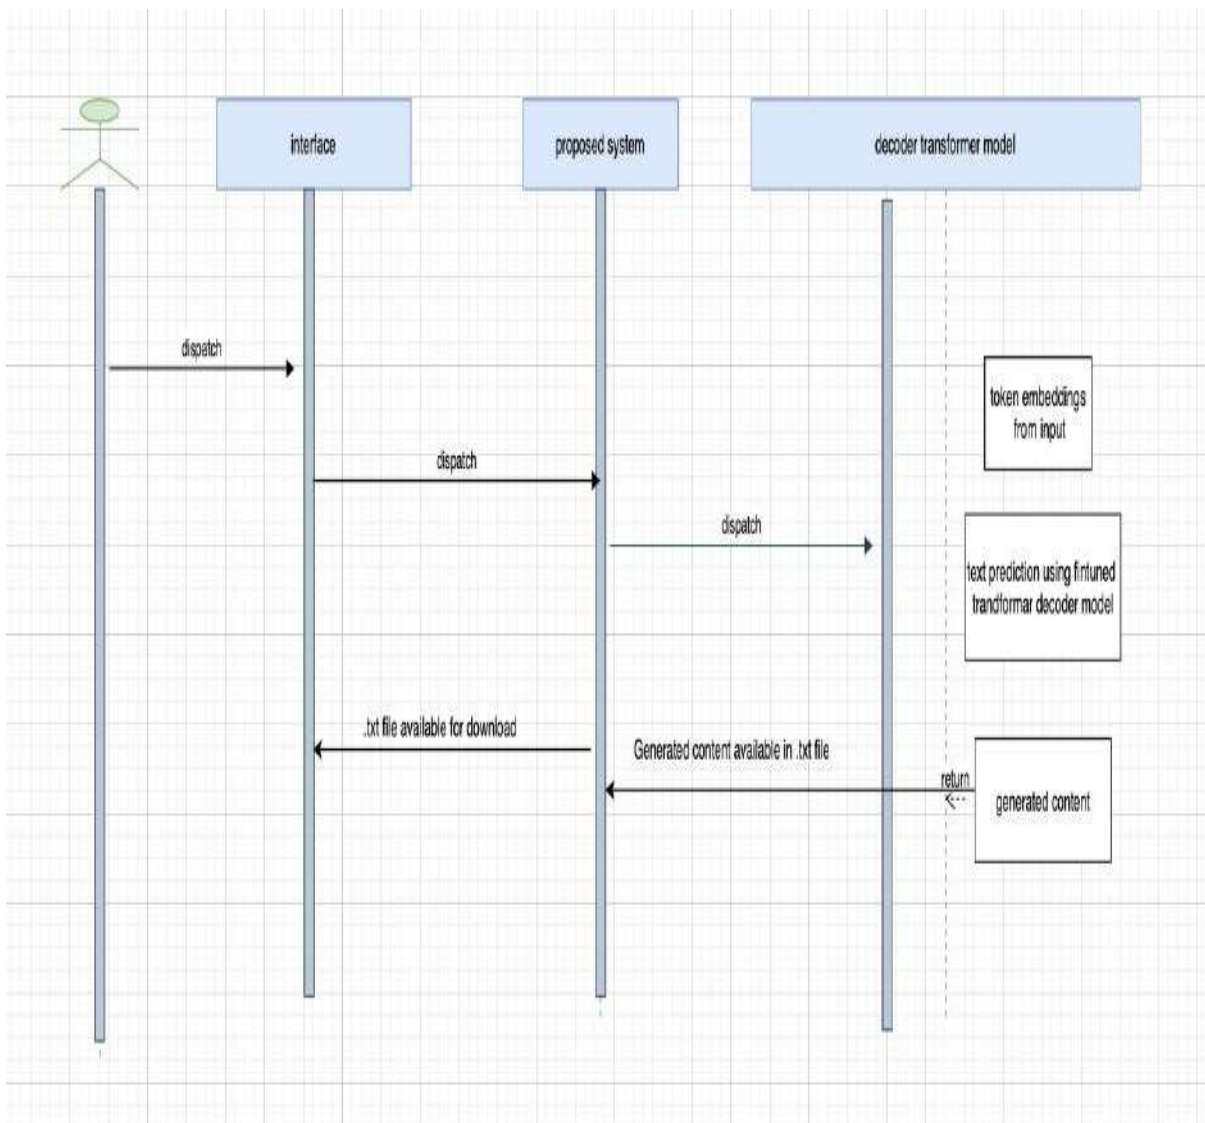 interface
proposed system
decoder transformer model
dispatch
token embeddings
from input
dispatch
dispatch
text prediction using fintuned
trandformar decoder model
.txt file available for download
Generated content available in .txt file
return
generated content